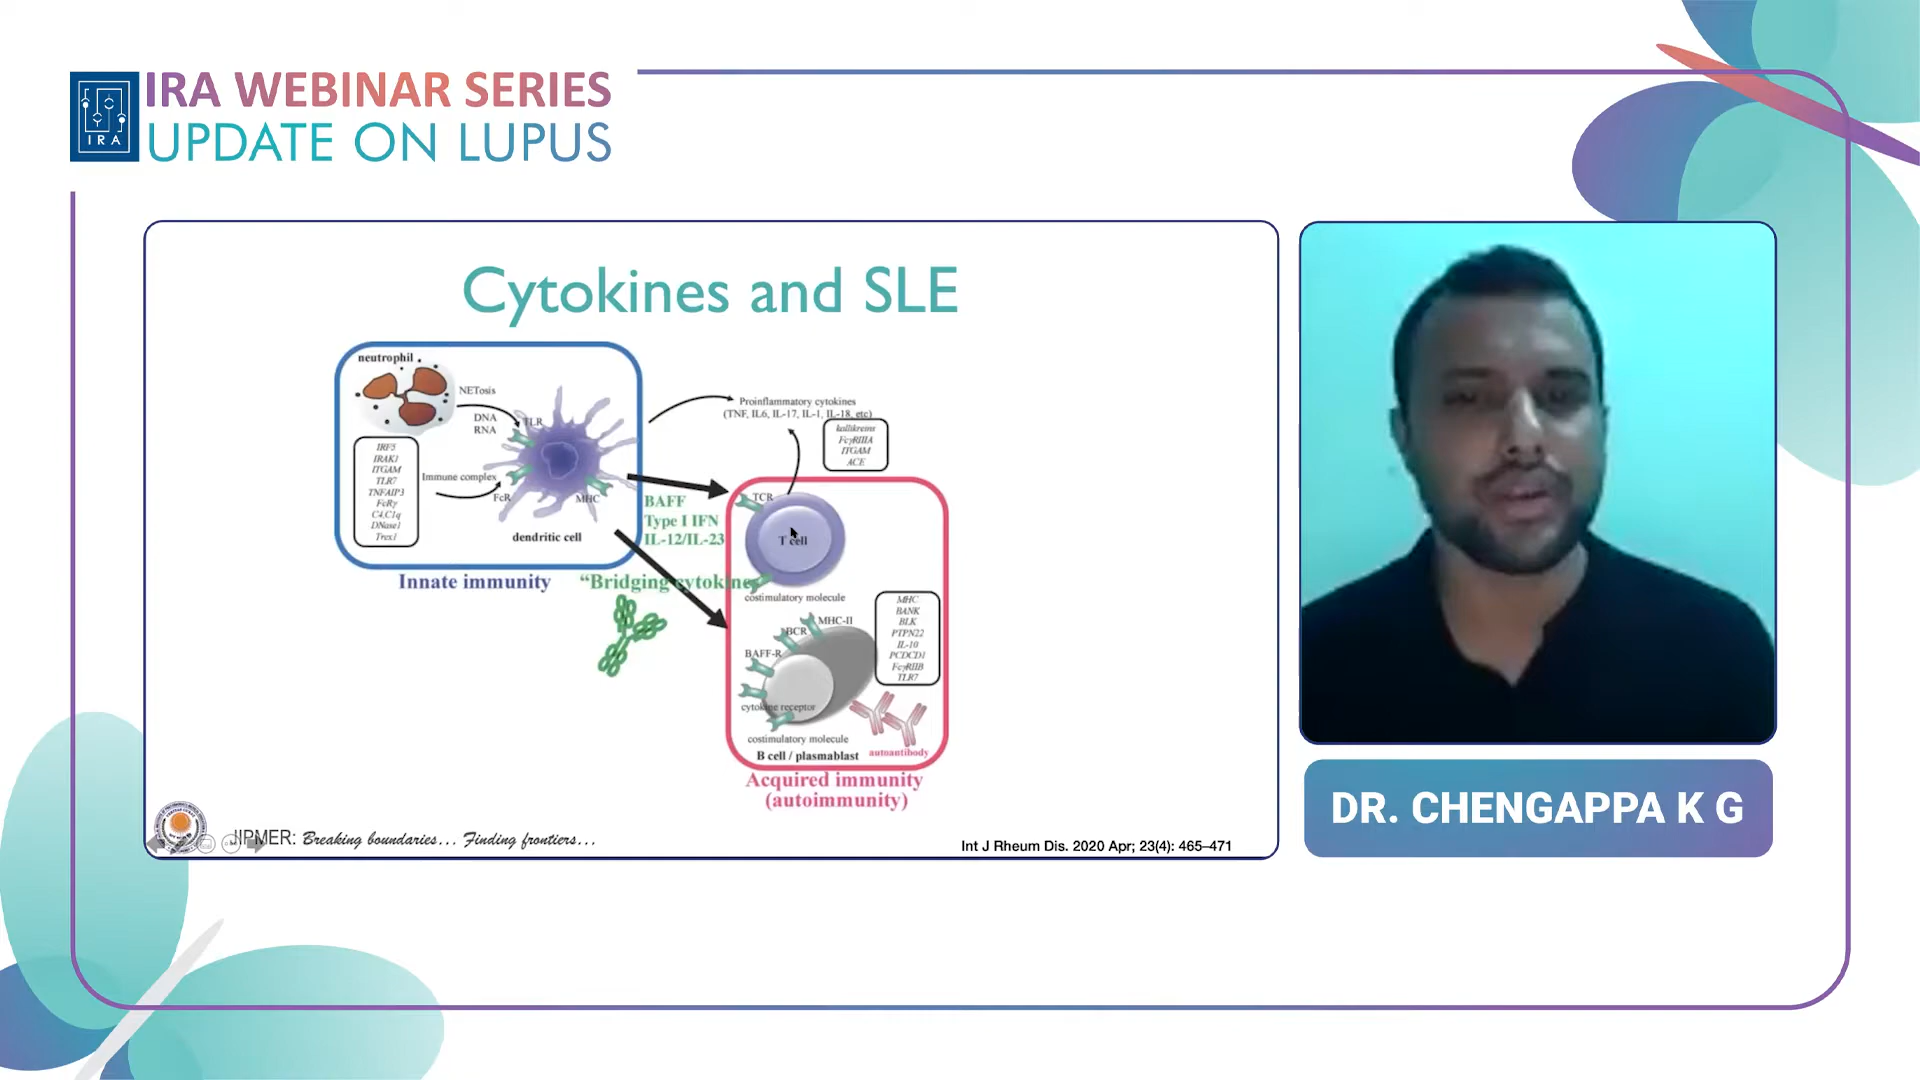 IRA WEBINAR SERIES
UPDATE ON LUPUS
IRA
Cytokines and SLE
neutrophil
NETosis
DNA
RNA
TLR
IRF5
IRAK1
ITGAM
TLR7
TNFAIP3
FcRγ
C4,C1q
DNase1
Trex1
Immune complex
FcR
MHC
dendritic cell
Innate immunity
Proinflammatory cytokines
(TNF, IL6, IL-17, IL-1, IL-18, etc)
kallikrems
FcγRIIIA
ITGAM
ACE
BAFF
Type I IFN
IL-12/IL-23
“Bridging cytokine
TCR
T cell
costimulatory molecule
MHC-II
BCR
BAFF-R
cytokine receptor
costimulatory molecule
B cell / plasmablast
MHC
BANK
BLK
PTPN22
IL-10
PCDCD1
FcγRIIB
TLR7
autoantibody
Acquired immunity
(autoimmunity)
JIPMER: Breaking boundaries... Finding frontiers...
Int J Rheum Dis. 2020 Apr; 23(4): 465–471
DR. CHENGAPPA K G